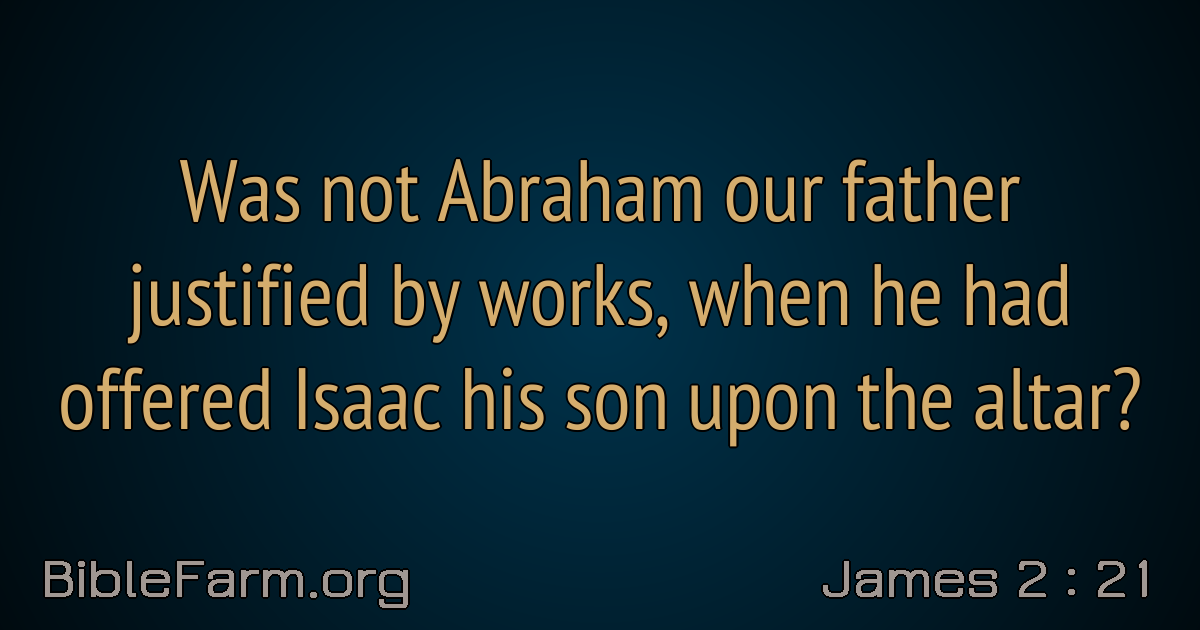 Was not Abraham our father
justified by works, when he had
offered Isaac his son upon the altar?
BibleFarm.org
James 2 : 21